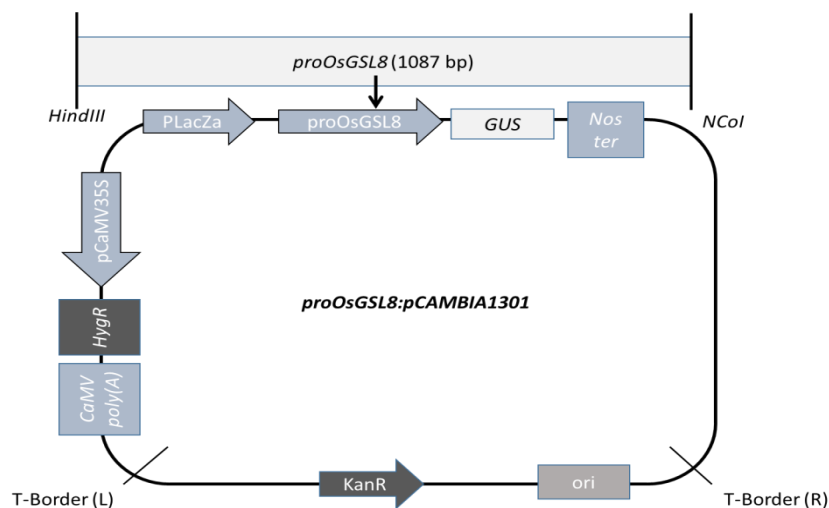 proOsGSL8 (1087 bp)
HindIII
NCoI
PLacZa
proOsGSL8
GUS
Nos
ter
pCaMV35S
proOsGSL8:pCAMBIA1301
HygR
CaMV
poly(A)
KanR
ori
T-Border (L)
T-Border (R)